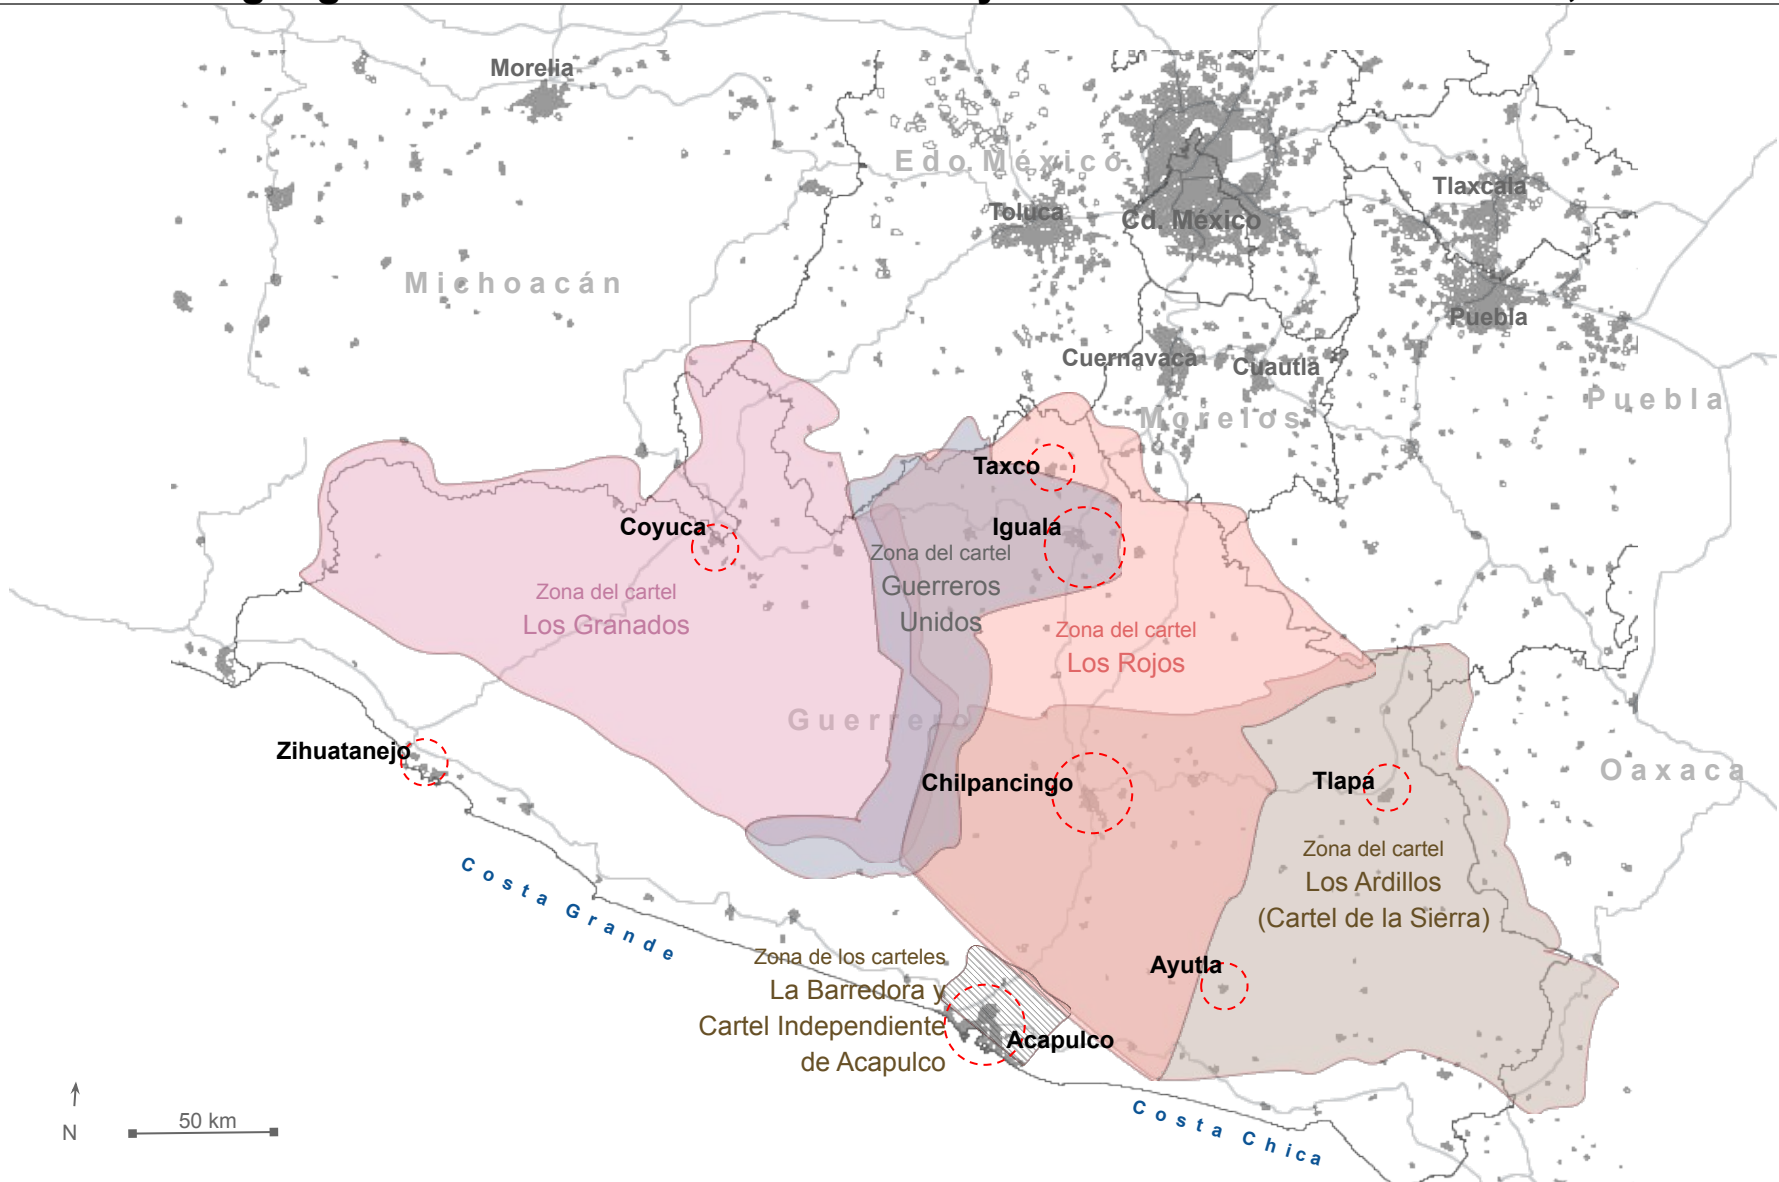 Morelia
Edo. México
Tlaxcala
Toluca
Cd. México
Michoacán
Puebla
Cuernavaca
Cuautla
Puebla
Morelos
Taxco
Coyuca
Iguala
Zona del cartel
Guerreros
Unidos
Zona del cartel
Los Granados
Zona del cartel
Los Rojos
Guerrero
Zihuatanejo
Chilpancingo
Tlapa
Oaxaca
Zona del cartel
Los Ardillos
(Cartel de la Sierra)
Costa Grande
Zona de los carteles
La Barredora y
Cartel Independiente
de Acapulco
Ayutla
Acapulco
Costa Chica
50 km
N